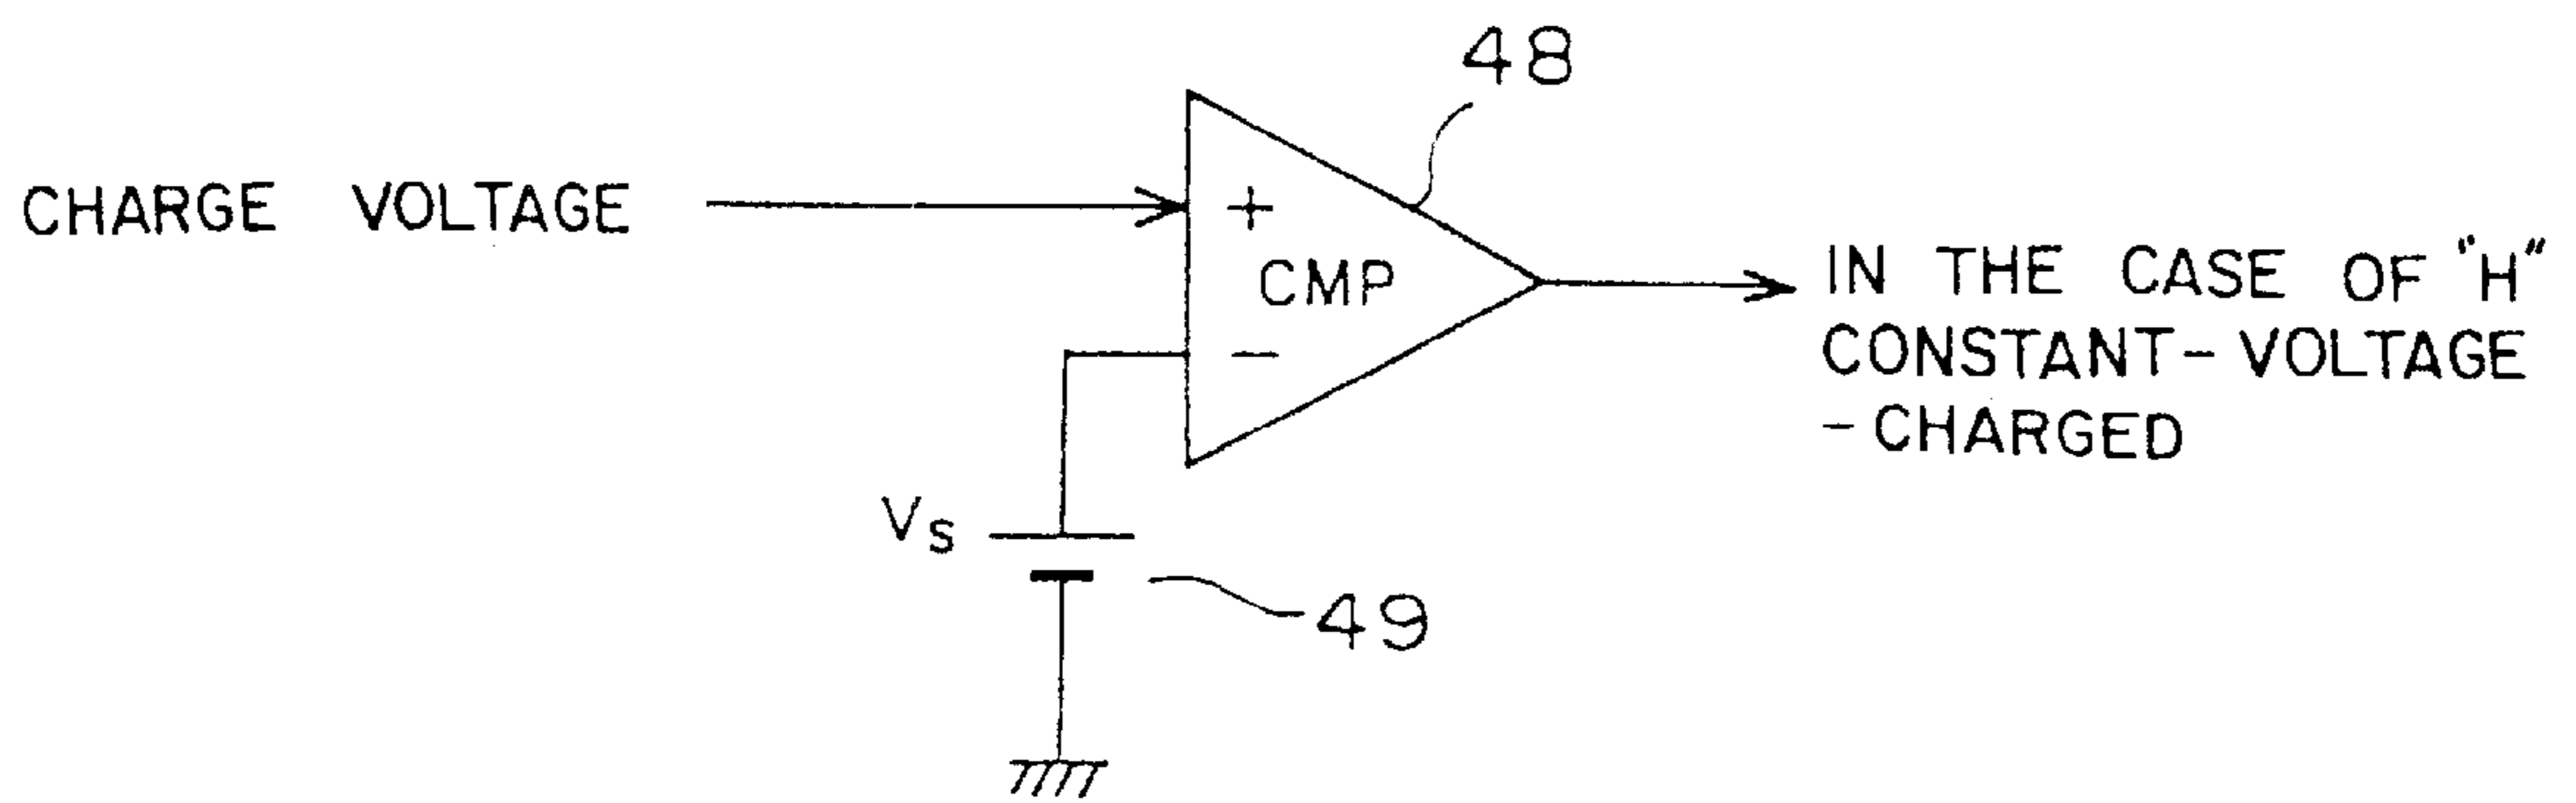 48
CHARGE VOLTAGE
+
CMP
IN THE CASE OF "H"
CONSTANT-VOLTAGE
-CHARGED
−
Vs
49